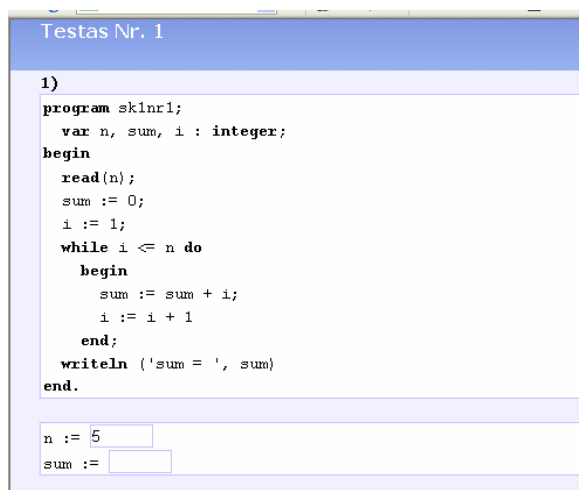 Testas Nr. 1
1)
program sk1nr1;
var n, sum, i : integer;
begin
read(n);
sum := 0;
i := 1;
while i <= n do
begin
sum := sum + i;
i := i + 1
end;
writeln ('sum = ', sum)
end.
n := 5
sum :=